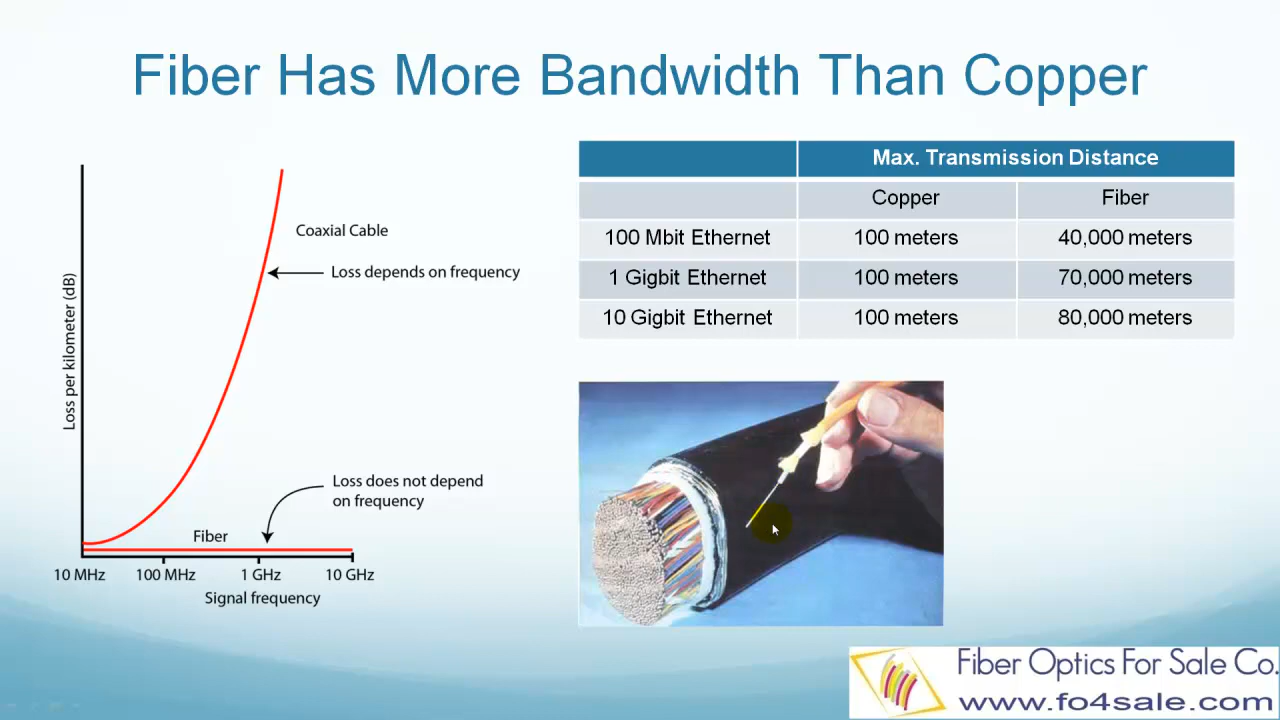 Fiber Has More Bandwidth Than Copper
Loss per kilometer (dB)
Coaxial Cable
Loss depends on frequency
Loss does not depend
on frequency
Fiber
10 MHz 100 MHz 1 GHz 10 GHz
Signal frequency
Max. Transmission Distance
Copper Fiber
100 Mbit Ethernet 100 meters 40,000 meters
1 Gigbit Ethernet 100 meters 70,000 meters
10 Gigbit Ethernet 100 meters 80,000 meters
Fiber Optics For Sale Co.
www.fo4sale.com